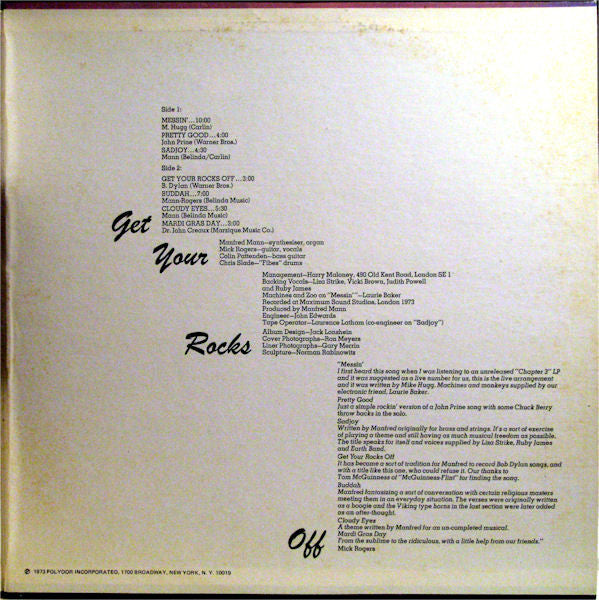 Side 1:
MESSIN'...10:00
M. Hugg (Carlin)
PRETTY GOOD...4:00
John Prine (Warner Bros.)
SADJOY...4:30
Mann (Belinda/Carlin)
Side 2:
GET YOUR ROCKS OFF...3:00
B. Dylan (Warner Bros.)
BUDDAH...7:00
Mann-Rogers (Belinda Music)
CLOUDY EYES...5:30
Mann (Belinda Music)
MARDI GRAS DAY...3:00
Dr. John Creaux (Marzique Music Co.)
Get
Manfred Mann—synthesiser, organ
Mick Rogers—guitar, vocals
Colin Pattenden—bass guitar
Chris Slade—"Fibes" drums
Your
Management—Harry Maloney, 490 Old Kent Road, London SE 1
Backing Vocals—Liza Strike, Vicki Brown, Judith Powell
and Ruby James
Machines and Zoo on "Messin'"—Laurie Baker
Recorded at Maximum Sound Studios, London 1973
Produced by Manfred Mann
Engineer—John Edwards
Tape Operator—Laurence Latham (co-engineer on "Sadjoy")
Rocks
Album Design—Jack Lonshein
Cover Photographs—Ron Meyers
Liner Photographs—Gary Merrin
Sculpture—Norman Rabinowits
"Messin'
I first heard this song when I was listening to an unreleased "Chapter 3" LP
and it was suggested as a live number for us, this is the live arrangement
and it was written by Mike Hugg. Machines and monkeys supplied by our
electronic friend, Laurie Baker.
Pretty Good
Just a simple rockin' version of a John Prine song with some Chuck Berry
throw backs in the solo.
Sadjoy
Written by Manfred originally for brass and strings. It's a sort of exercise
of playing a theme and still having as much musical freedom as possible.
The title speaks for itself and voices supplied by Liza Strike, Ruby James
and Earth Band.
Get Your Rocks Off
It has become a sort of tradition for Manfred to record Bob Dylan songs, and
with a title like this one, who could refuse it. Our thanks to
Tom McGuinness of "McGuinness-Flint" for finding the song.
Buddah
Manfred fantasizing a sort of conversation with certain religious masters
meeting them in an everyday situation. The verses were originally written
as a boogie and the Viking type horns in the last section were later added
as an after-thought.
Cloudy Eyes
A theme written by Manfred for an un-completed musical.
Mardi Gras Day
From the sublime to the ridiculous, with a little help from our friends."
Mick Rogers
Off
℗ 1973 POLYDOR INCORPORATED, 1700 BROADWAY, NEW YORK, N. Y. 10019